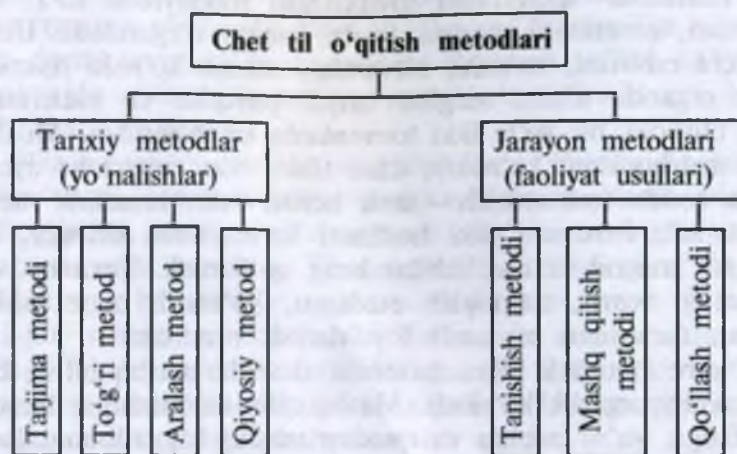 Chet til o‘qitish metodlari
Tarixiy metodlar
(yo‘nalishlar)
Jarayon metodlari
(faoliyat usullari)
Tarjima metodi
To‘g‘ri metod
Aralash metod
Qiyosiy metod
Tanishish metodi
Mashq qilish
metodi
Qo‘llash metodi